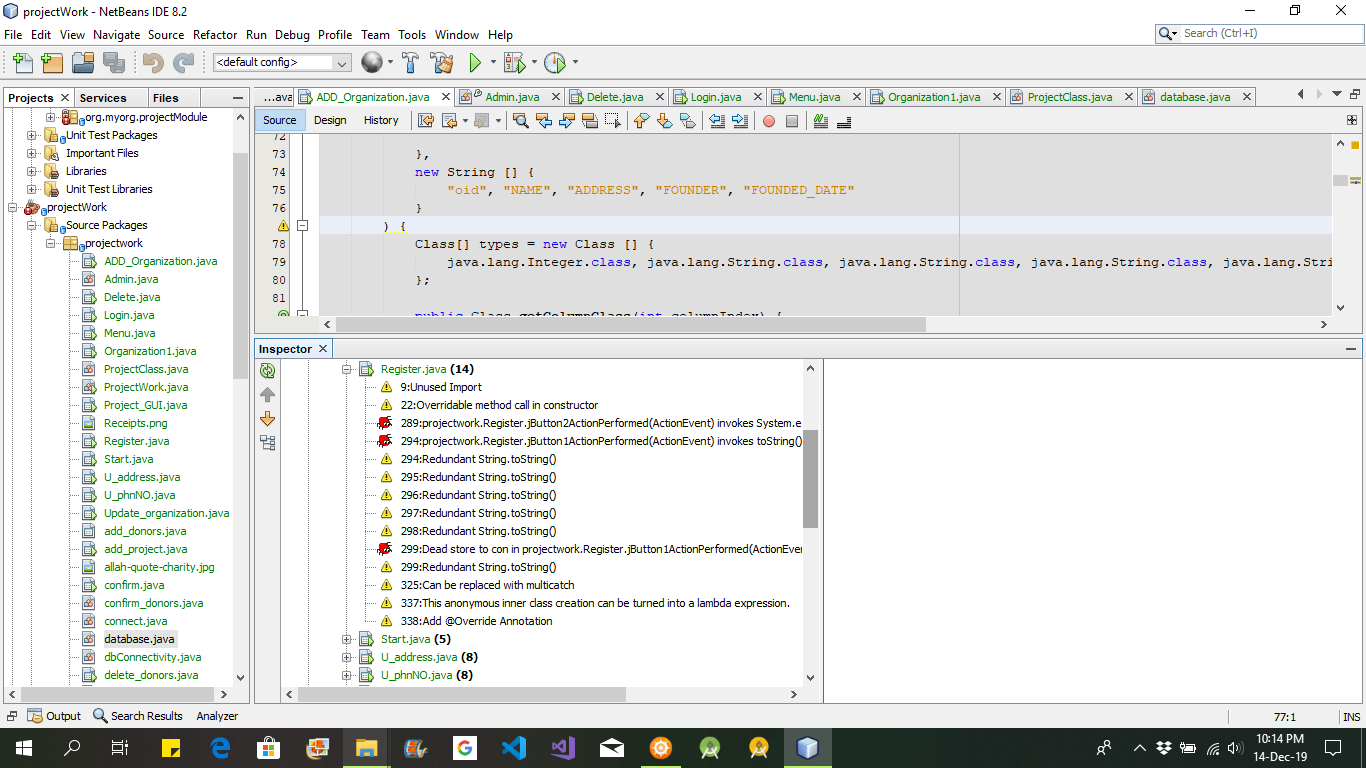 projectWork - NetBeans IDE 8.2
File Edit View Navigate Source Refactor Run Debug Profile Team Tools Window Help
Search (Ctrl+I)
<default config>
Projects Services Files
...ava ADD_Organization.java Admin.java Delete.java Login.java Menu.java Organization1.java ProjectClass.java database.java
Source Design History
org.myorg.projectModule
Unit Test Packages
Important Files
Libraries
Unit Test Libraries
projectWork
Source Packages
projectwork
ADD_Organization.java
Admin.java
Delete.java
Login.java
Menu.java
Organization1.java
ProjectClass.java
ProjectWork.java
Project_GUI.java
Receipts.png
Register.java
Start.java
U_address.java
U_phnNO.java
Update_organization.java
add_donors.java
add_project.java
allah-quote-charity.jpg
confirm.java
confirm_donors.java
connect.java
database.java
dbConnectivity.java
delete_donors.java
72
73 },
74 new String [] {
75 "oid", "NAME", "ADDRESS", "FOUNDER", "FOUNDED_DATE"
76 }
) {
78 Class[] types = new Class [] {
79 java.lang.Integer.class, java.lang.String.class, java.lang.String.class, java.lang.String.class, java.lang.Stri
80 };
81
public Class getColumnClass(int columnIndex) {
Inspector
Register.java (14)
9:Unused Import
22:Overridable method call in constructor
289:projectwork.Register.jButton2ActionPerformed(ActionEvent) invokes System.e
294:projectwork.Register.jButton1ActionPerformed(ActionEvent) invokes toString()
294:Redundant String.toString()
295:Redundant String.toString()
296:Redundant String.toString()
297:Redundant String.toString()
298:Redundant String.toString()
299:Dead store to con in projectwork.Register.jButton1ActionPerformed(ActionEve
299:Redundant String.toString()
325:Can be replaced with multicatch
337:This anonymous inner class creation can be turned into a lambda expression.
338:Add @Override Annotation
Start.java (5)
U_address.java (8)
U_phnNO.java (8)
Output Search Results Analyzer
77:1 INS
10:14 PM
14-Dec-19